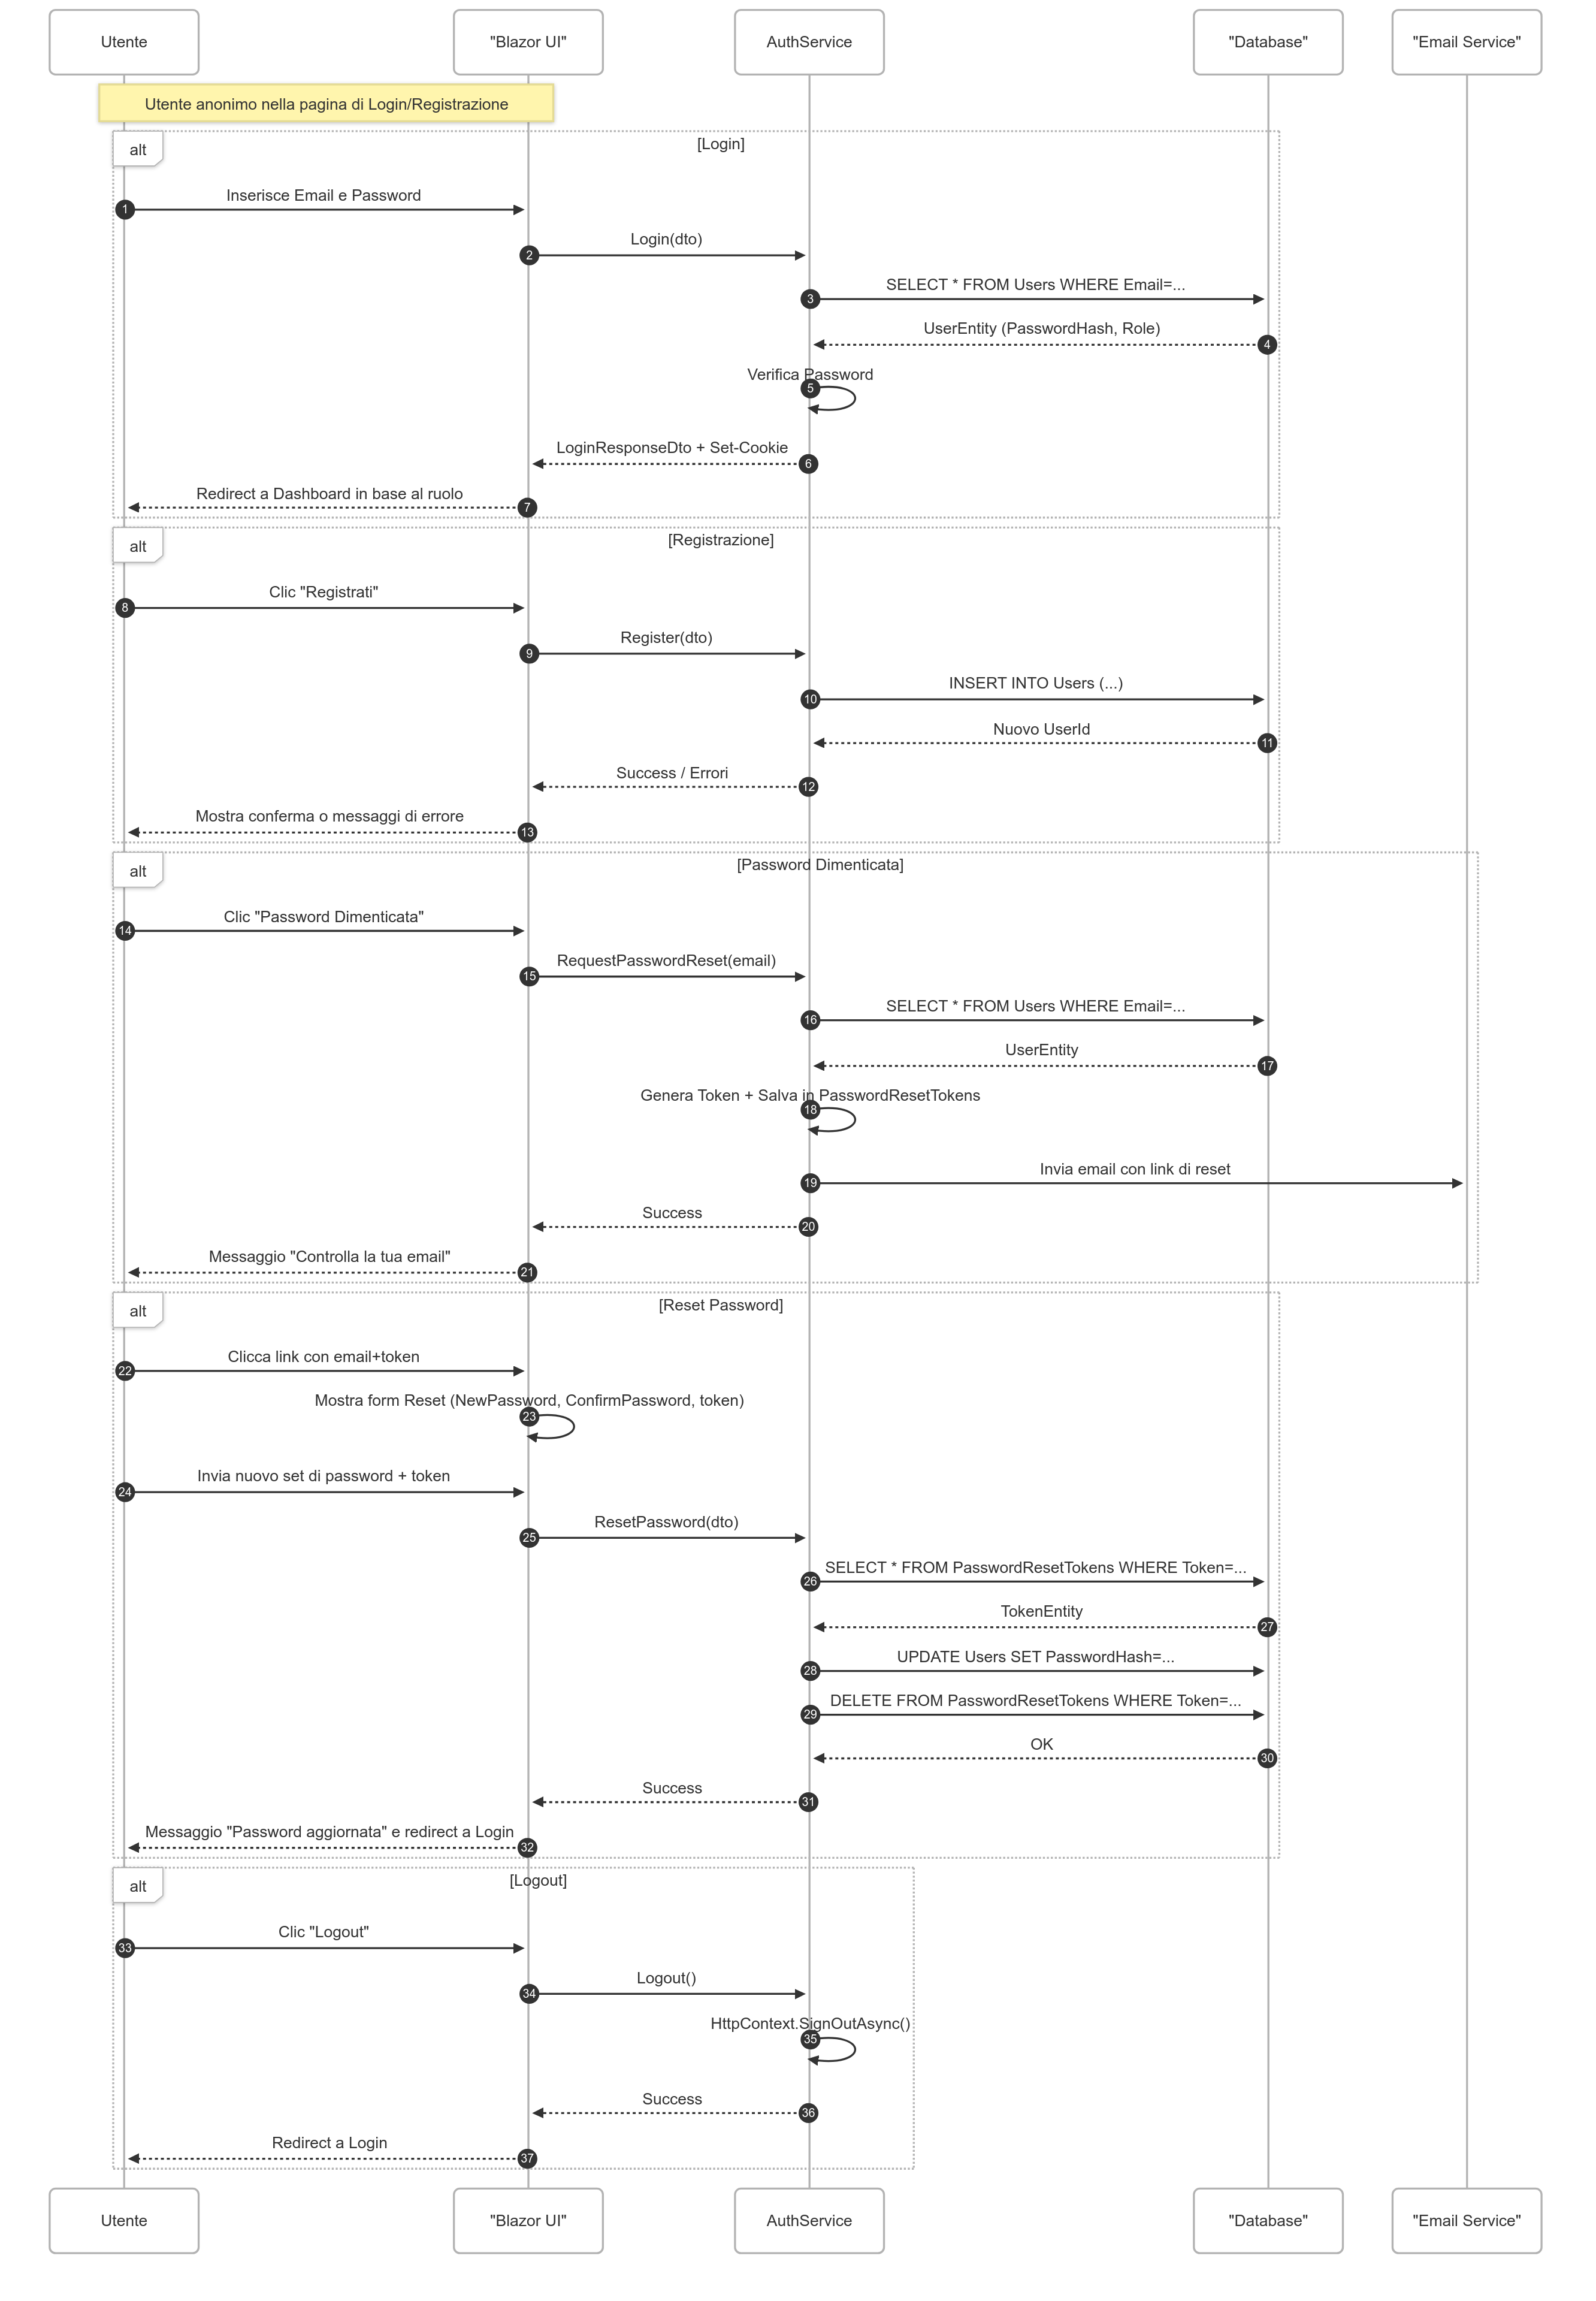 Utente
"Blazor UI"
AuthService
"Database"
"Email Service"
Utente anonimo nella pagina di Login/Registrazione
alt
[Login]
Inserisce Email e Password
1
Login(dto)
2
SELECT * FROM Users WHERE Email=...
3
UserEntity (PasswordHash, Role)
4
Verifica Password
5
LoginResponseDto + Set-Cookie
6
Redirect a Dashboard in base al ruolo
7
alt
[Registrazione]
Clic "Registrati"
8
Register(dto)
9
INSERT INTO Users (...)
10
Nuovo UserId
11
Success / Errori
12
Mostra conferma o messaggi di errore
13
alt
[Password Dimenticata]
Clic "Password Dimenticata"
14
RequestPasswordReset(email)
15
SELECT * FROM Users WHERE Email=...
16
UserEntity
17
Genera Token + Salva in PasswordResetTokens
18
Invia email con link di reset
19
Success
20
Messaggio "Controlla la tua email"
21
alt
[Reset Password]
Clicca link con email+token
22
Mostra form Reset (NewPassword, ConfirmPassword, token)
23
Invia nuovo set di password + token
24
ResetPassword(dto)
25
SELECT * FROM PasswordResetTokens WHERE Token=...
26
TokenEntity
27
UPDATE Users SET PasswordHash=...
28
DELETE FROM PasswordResetTokens WHERE Token=...
29
OK
30
Success
31
Messaggio "Password aggiornata" e redirect a Login
32
alt
[Logout]
Clic "Logout"
33
Logout()
34
HttpContext.SignOutAsync()
35
Success
36
Redirect a Login
37
Utente
"Blazor UI"
AuthService
"Database"
"Email Service"